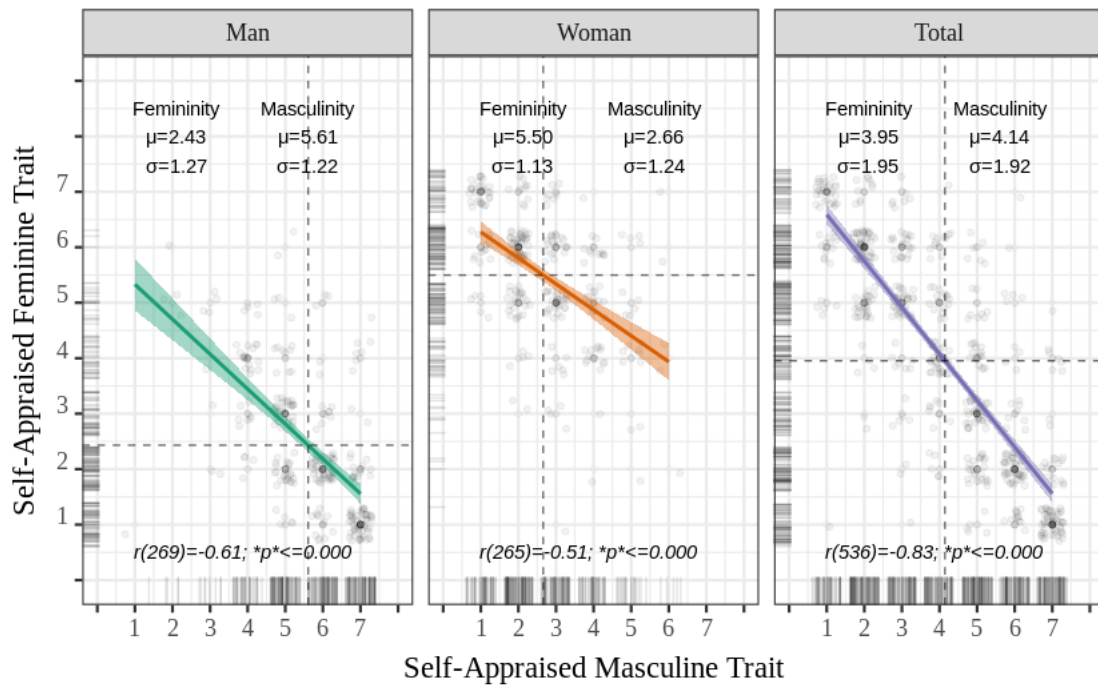 Man
Woman
Total
Femininity Masculinity
μ=2.43 μ=5.61
σ=1.27 σ=1.22
Femininity Masculinity
μ=5.50 μ=2.66
σ=1.13 σ=1.24
Femininity Masculinity
μ=3.95 μ=4.14
σ=1.95 σ=1.92
Self-Appraised Feminine Trait
7
6
5
4
3
2
1
r(269)=-0.61; *p*<=0.000
r(265)=-0.51; *p*<=0.000
r(536)=-0.83; *p*<=0.000
1 2 3 4 5 6 7
1 2 3 4 5 6 7
1 2 3 4 5 6 7
Self-Appraised Masculine Trait